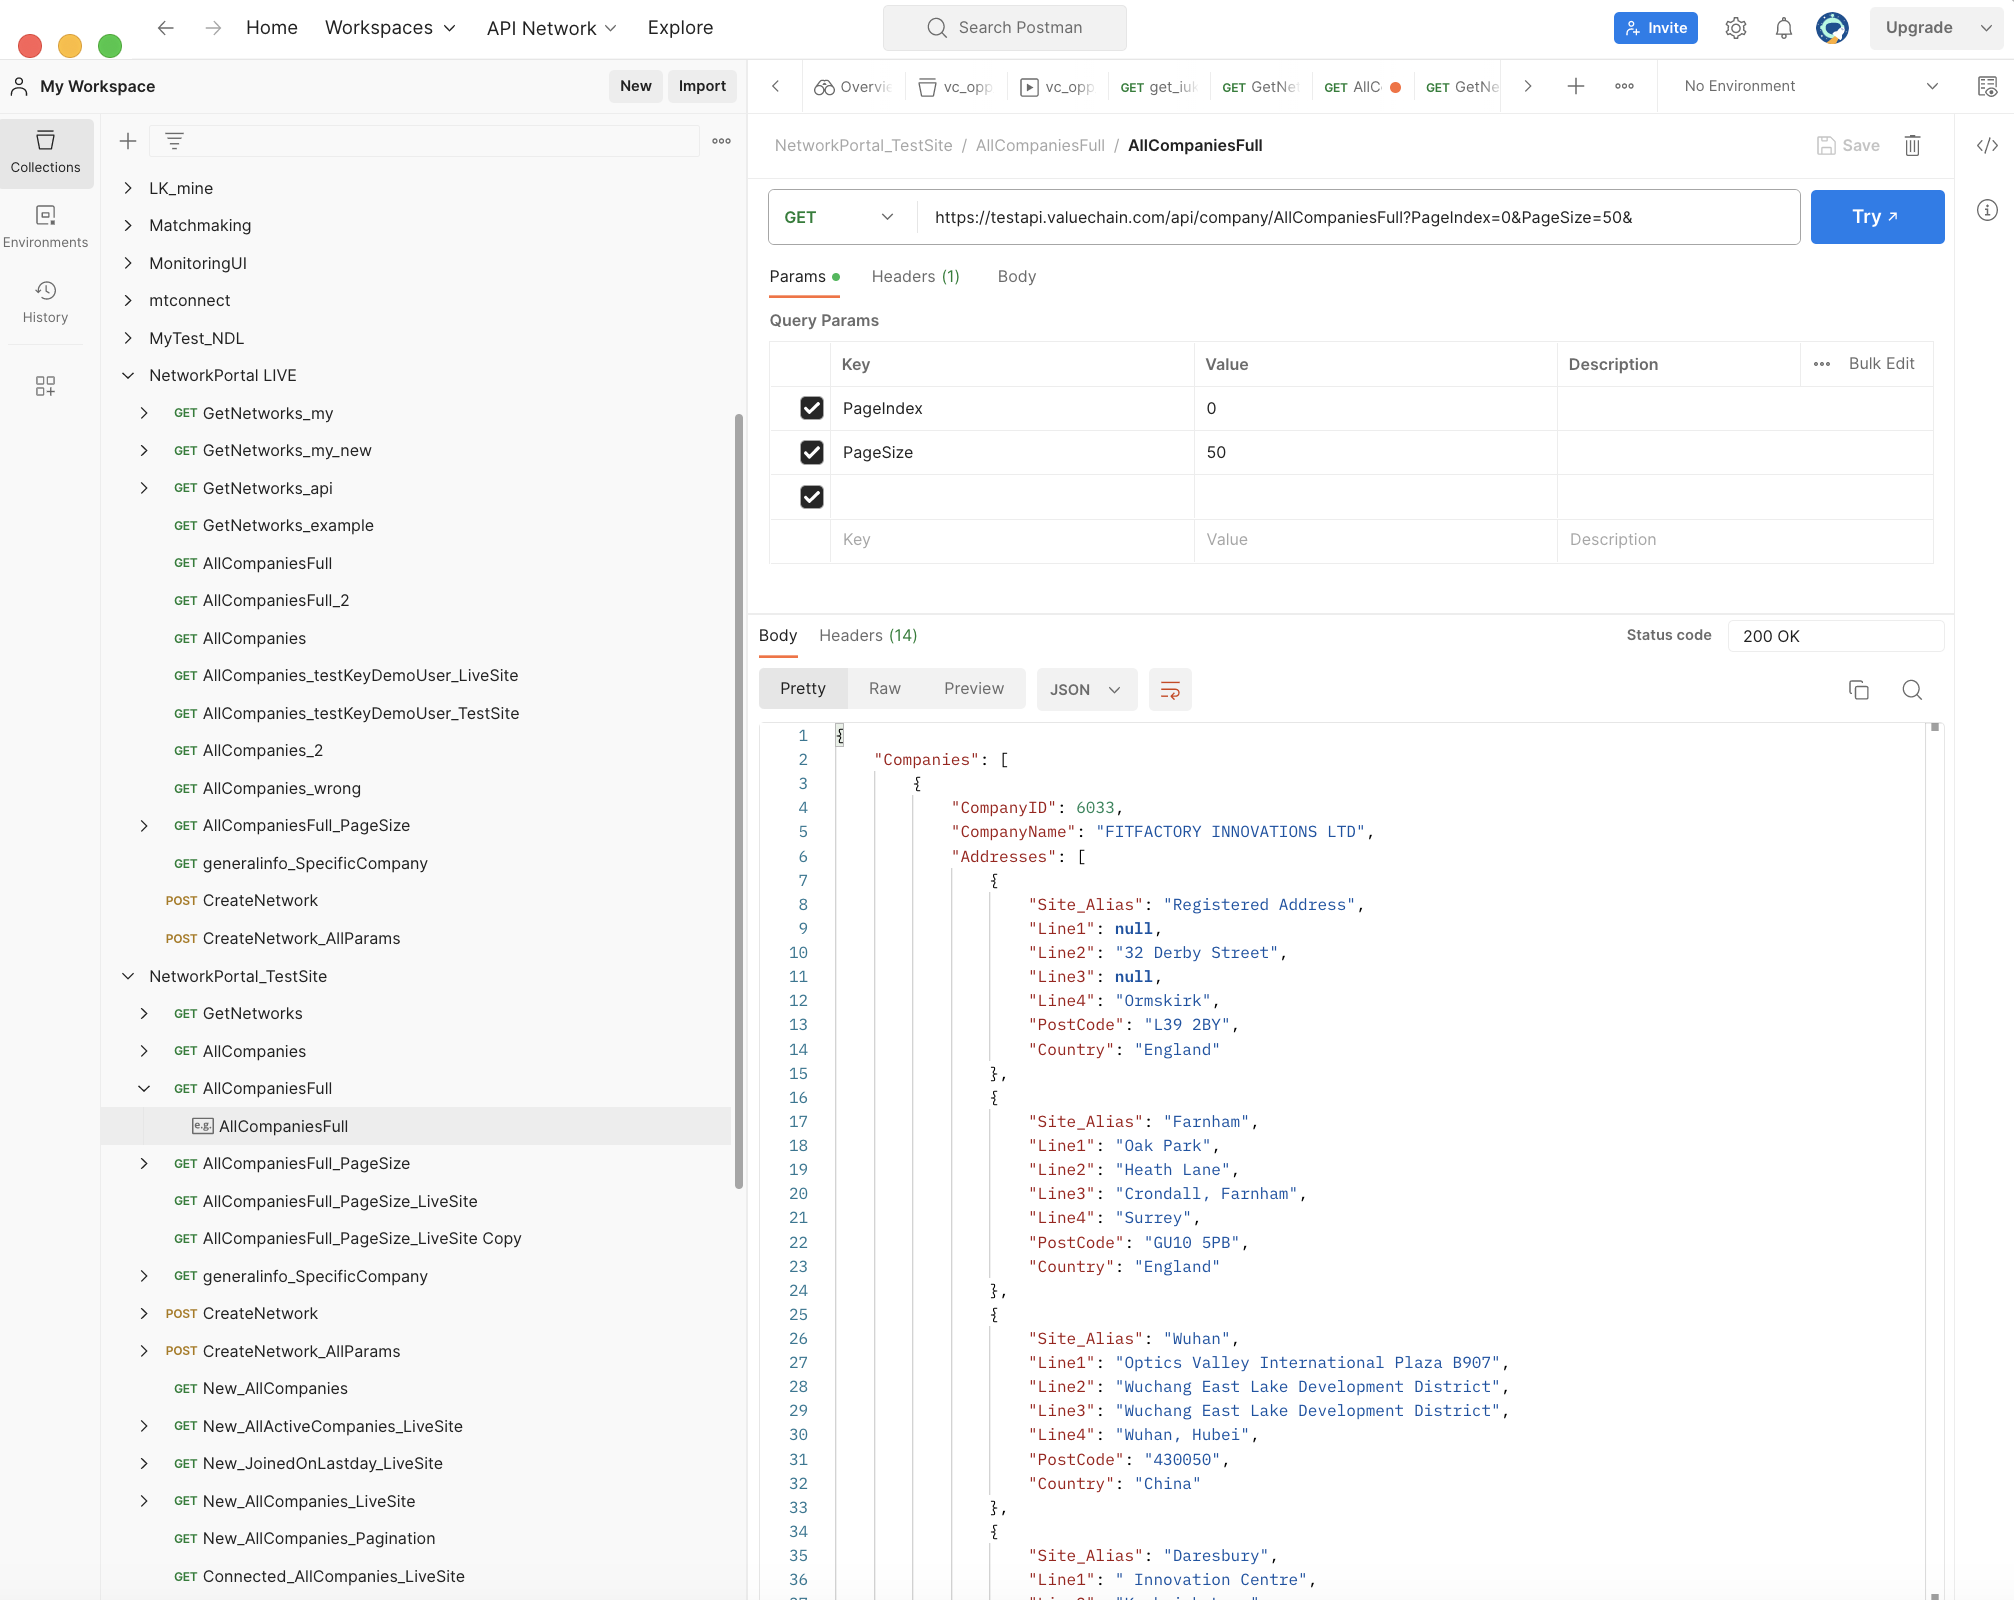 Home Workspaces API Network Explore Search Postman Invite Upgrade
My Workspace New Import
Overvie vc_opp vc_opp GET get_iuk GET GetNet GET AllC GET GetNe No Environment
Collections
Environments
History
LK_mine
Matchmaking
MonitoringUI
mtconnect
MyTest_NDL
NetworkPortal LIVE
GET GetNetworks_my
GET GetNetworks_my_new
GET GetNetworks_api
GET GetNetworks_example
GET AllCompaniesFull
GET AllCompaniesFull_2
GET AllCompanies
GET AllCompanies_testKeyDemoUser_LiveSite
GET AllCompanies_testKeyDemoUser_TestSite
GET AllCompanies_2
GET AllCompanies_wrong
GET AllCompaniesFull_PageSize
GET generalinfo_SpecificCompany
POST CreateNetwork
POST CreateNetwork_AllParams
NetworkPortal_TestSite
GET GetNetworks
GET AllCompanies
GET AllCompaniesFull
e.g. AllCompaniesFull
GET AllCompaniesFull_PageSize
GET AllCompaniesFull_PageSize_LiveSite
GET AllCompaniesFull_PageSize_LiveSite Copy
GET generalinfo_SpecificCompany
POST CreateNetwork
POST CreateNetwork_AllParams
GET New_AllCompanies
GET New_AllActiveCompanies_LiveSite
GET New_JoinedOnLastday_LiveSite
GET New_AllCompanies_LiveSite
GET New_AllCompanies_Pagination
GET Connected_AllCompanies_LiveSite
NetworkPortal_TestSite / AllCompaniesFull / AllCompaniesFull Save
GET https://testapi.valuechain.com/api/company/AllCompaniesFull?PageIndex=0&PageSize=50& Try
Params Headers (1) Body
Query Params
Key Value Description Bulk Edit
PageIndex 0
PageSize 50
Key Value Description
Body Headers (14) Status code 200 OK
Pretty Raw Preview JSON
1 {
2 "Companies": [
3 {
4 "CompanyID": 6033,
5 "CompanyName": "FITFACTORY INNOVATIONS LTD",
6 "Addresses": [
7 {
8 "Site_Alias": "Registered Address",
9 "Line1": null,
10 "Line2": "32 Derby Street",
11 "Line3": null,
12 "Line4": "Ormskirk",
13 "PostCode": "L39 2BY",
14 "Country": "England"
15 },
16 {
17 "Site_Alias": "Farnham",
18 "Line1": "Oak Park",
19 "Line2": "Heath Lane",
20 "Line3": "Crondall, Farnham",
21 "Line4": "Surrey",
22 "PostCode": "GU10 5PB",
23 "Country": "England"
24 },
25 {
26 "Site_Alias": "Wuhan",
27 "Line1": "Optics Valley International Plaza B907",
28 "Line2": "Wuchang East Lake Development District",
29 "Line3": "Wuchang East Lake Development District",
30 "Line4": "Wuhan, Hubei",
31 "PostCode": "430050",
32 "Country": "China"
33 },
34 {
35 "Site_Alias": "Daresbury",
36 "Line1": " Innovation Centre",